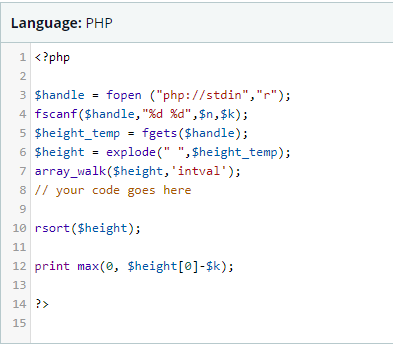 Language: PHP
1 <?php
2
3 $handle = fopen ("php://stdin","r");
4 fscanf($handle,"%d %d",$n,$k);
5 $height_temp = fgets($handle);
6 $height = explode(" ",$height_temp);
7 array_walk($height,'intval');
8 // your code goes here
9
10 rsort($height);
11
12 print max(0, $height[0]-$k);
13
14 ?>
15